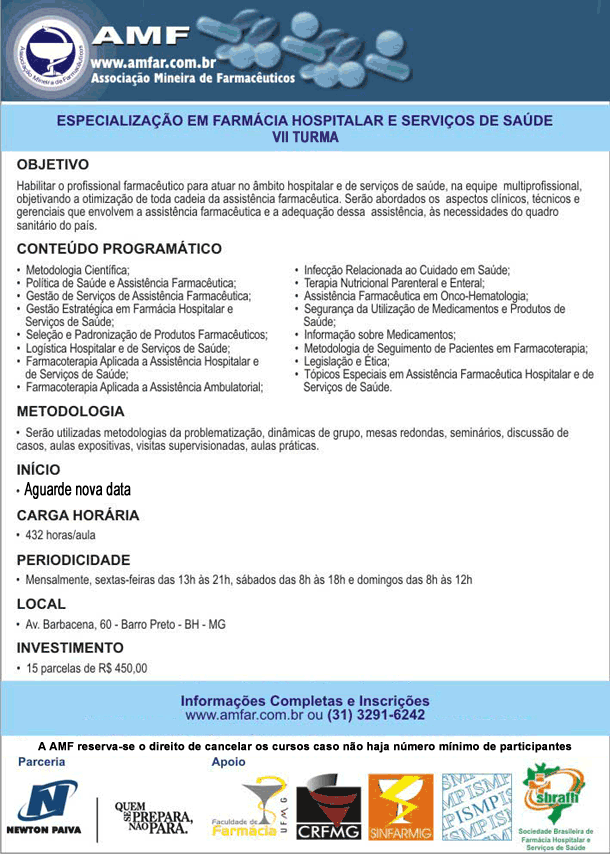 AMF
www.amfar.com.br
Associação Mineira de Farmacêuticos
Associação Mineira de Farmacêuticos
ESPECIALIZAÇÃO EM FARMÁCIA HOSPITALAR E SERVIÇOS DE SAÚDE
VII TURMA
OBJETIVO
Habilitar o profissional farmacêutico para atuar no âmbito hospitalar e de serviços de saúde, na equipe multiprofissional,
objetivando a otimização de toda cadeia da assistência farmacêutica. Serão abordados os aspectos clínicos, técnicos e
gerenciais que envolvem a assistência farmacêutica e a adequação dessa assistência, às necessidades do quadro
sanitário do país.
CONTEÚDO PROGRAMÁTICO
• Metodologia Científica;
• Política de Saúde e Assistência Farmacêutica;
• Gestão de Serviços de Assistência Farmacêutica;
• Gestão Estratégica em Farmácia Hospitalar e
Serviços de Saúde;
• Seleção e Padronização de Produtos Farmacêuticos;
• Logística Hospitalar e de Serviços de Saúde;
• Farmacoterapia Aplicada a Assistência Hospitalar e
de Serviços de Saúde;
• Farmacoterapia Aplicada a Assistência Ambulatorial;
• Infecção Relacionada ao Cuidado em Saúde;
• Terapia Nutricional Parenteral e Enteral;
• Assistência Farmacêutica em Onco-Hematologia;
• Segurança da Utilização de Medicamentos e Produtos de
Saúde;
• Informação sobre Medicamentos;
• Metodologia de Seguimento de Pacientes em Farmacoterapia;
• Legislação e Ética;
• Tópicos Especiais em Assistência Farmacêutica Hospitalar e de
Serviços de Saúde.
METODOLOGIA
• Serão utilizadas metodologias da problematização, dinâmicas de grupo, mesas redondas, seminários, discussão de
casos, aulas expositivas, visitas supervisionadas, aulas práticas.
INÍCIO
• Aguarde nova data
CARGA HORÁRIA
• 432 horas/aula
PERIODICIDADE
• Mensalmente, sextas-feiras das 13h às 21h, sábados das 8h às 18h e domingos das 8h às 12h
LOCAL
• Av. Barbacena, 60 - Barro Preto - BH - MG
INVESTIMENTO
• 15 parcelas de R$ 450,00
Informações Completas e Inscrições
www.amfar.com.br ou (31) 3291-6242
A AMF reserva-se o direito de cancelar os cursos caso não haja número mínimo de participantes
Parceria
Apoio
NEWTON PAIVA
QUEM
SE PREPARA,
NÃO PARA.
Faculdade de
Farmácia
UFMG
CRFMG
SINFARMIG
ISMP
sbrafh
Sociedade Brasileira de
Farmácia Hospitalar e
Serviços de Saúde